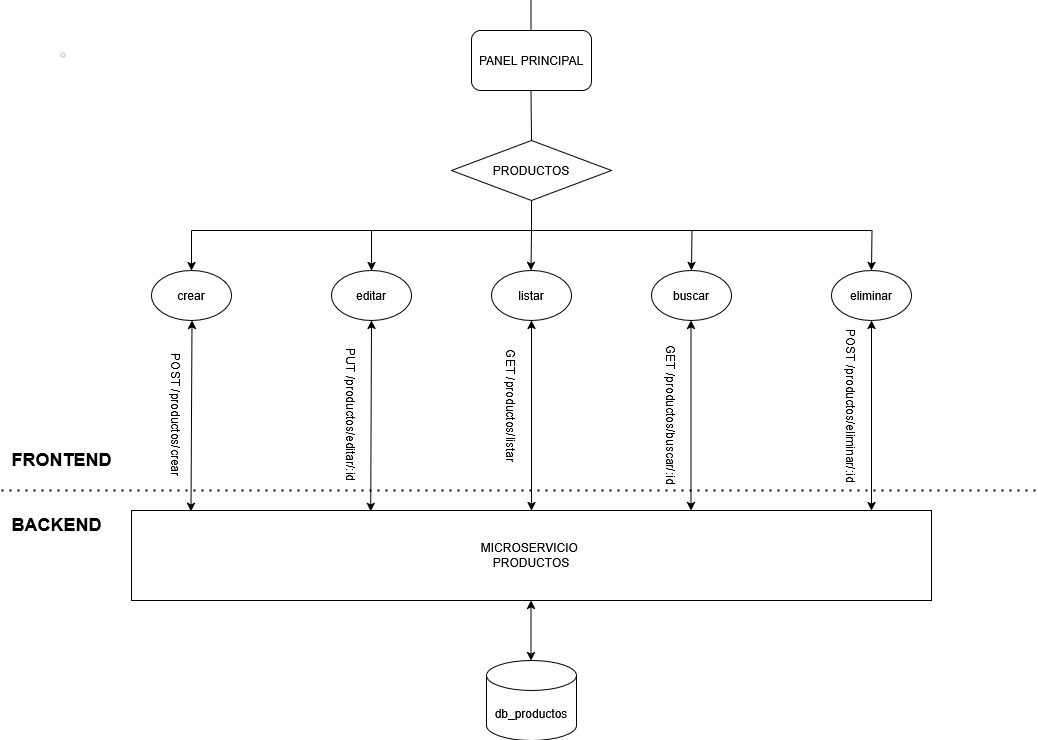 PANEL PRINCIPAL
PRODUCTOS
crear
editar
listar
buscar
eliminar
POST /productos/crear
PUT /productos/editar/:id
GET /productos/listar
GET /productos/buscar/:id
POST /productos/eliminar/:id
FRONTEND
BACKEND
MICROSERVICIO
PRODUCTOS
db_productos